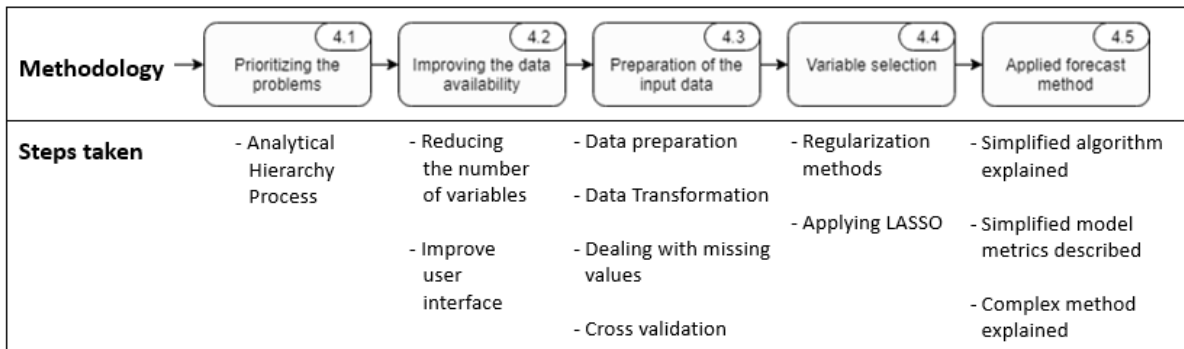 Methodology
4.1
Prioritizing the
problems
4.2
Improving the data
availability
4.3
Preparation of the
input data
4.4
Variable selection
4.5
Applied forecast
method
Steps taken
- Analytical
Hierarchy
Process
- Reducing
the number
of variables
- Improve
user
interface
- Data preparation
- Data Transformation
- Dealing with missing
values
- Cross validation
- Regularization
methods
- Applying LASSO
- Simplified algorithm
explained
- Simplified model
metrics described
- Complex method
explained